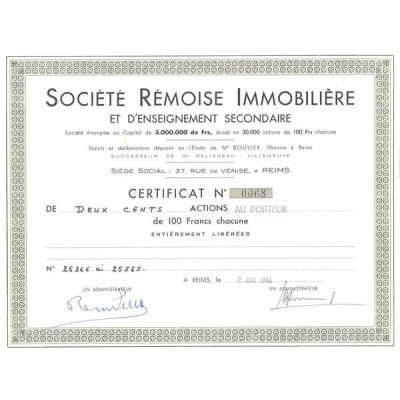 SOCIÉTÉ RÉMOISE IMMOBILIÈRE
ET D'ENSEIGNEMENT SECONDAIRE
Société Anonyme au Capital de 3.000.000 de Frs, divisé en 30.000 actions de 100 Frs chacune
Statuts et délibérations déposés en l'Étude de Me BOUVIER, Notaire à Reims
SUCCESSEUR DE Me RELTEREAU - VILLENEUVE
SIÈGE SOCIAL : 37, RUE DE VENISE, A REIMS
CERTIFICAT N° 0068
DE DEUX CENTS ACTIONS AU PORTEUR
de 100 Francs chacune
ENTIÈREMENT LIBÉRÉES
N° 25366 à 25565.
A REIMS, le 2 JUIL 1984
UN ADMINISTRATEUR. UN ADMINISTRATEUR.